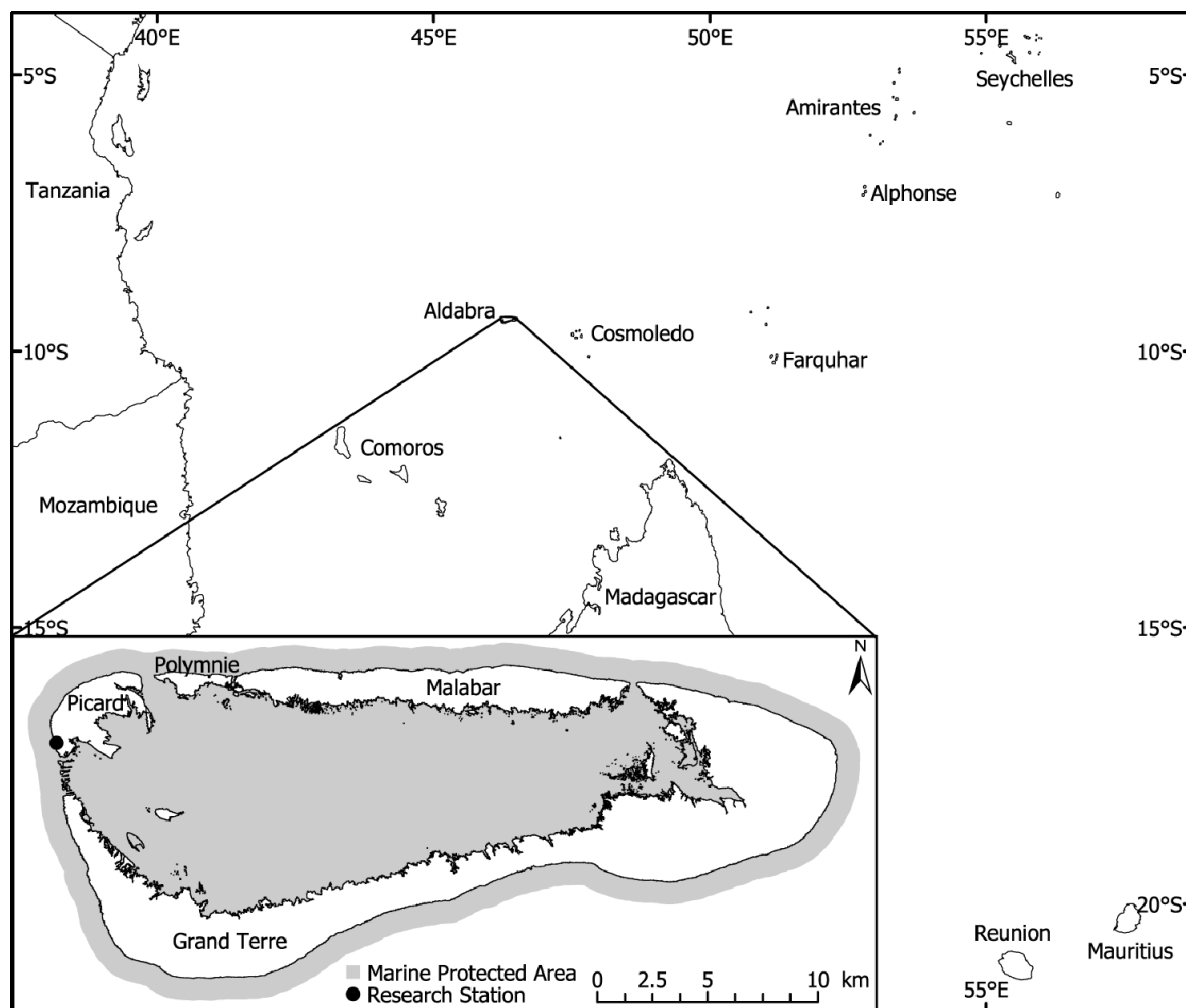 40°E 45°E 50°E 55°E
5°S 5°S
Seychelles
Amirantes
Tanzania
Alphonse
Aldabra
Cosmoledo
10°S 10°S
Farquhar
Comoros
Mozambique
Madagascar
15°S 15°S
N
Polymnie
Malabar
Picard
20°S
Reunion
Grand Terre
Mauritius
Marine Protected Area
0 2.5 5 10 km
55°E
Research Station